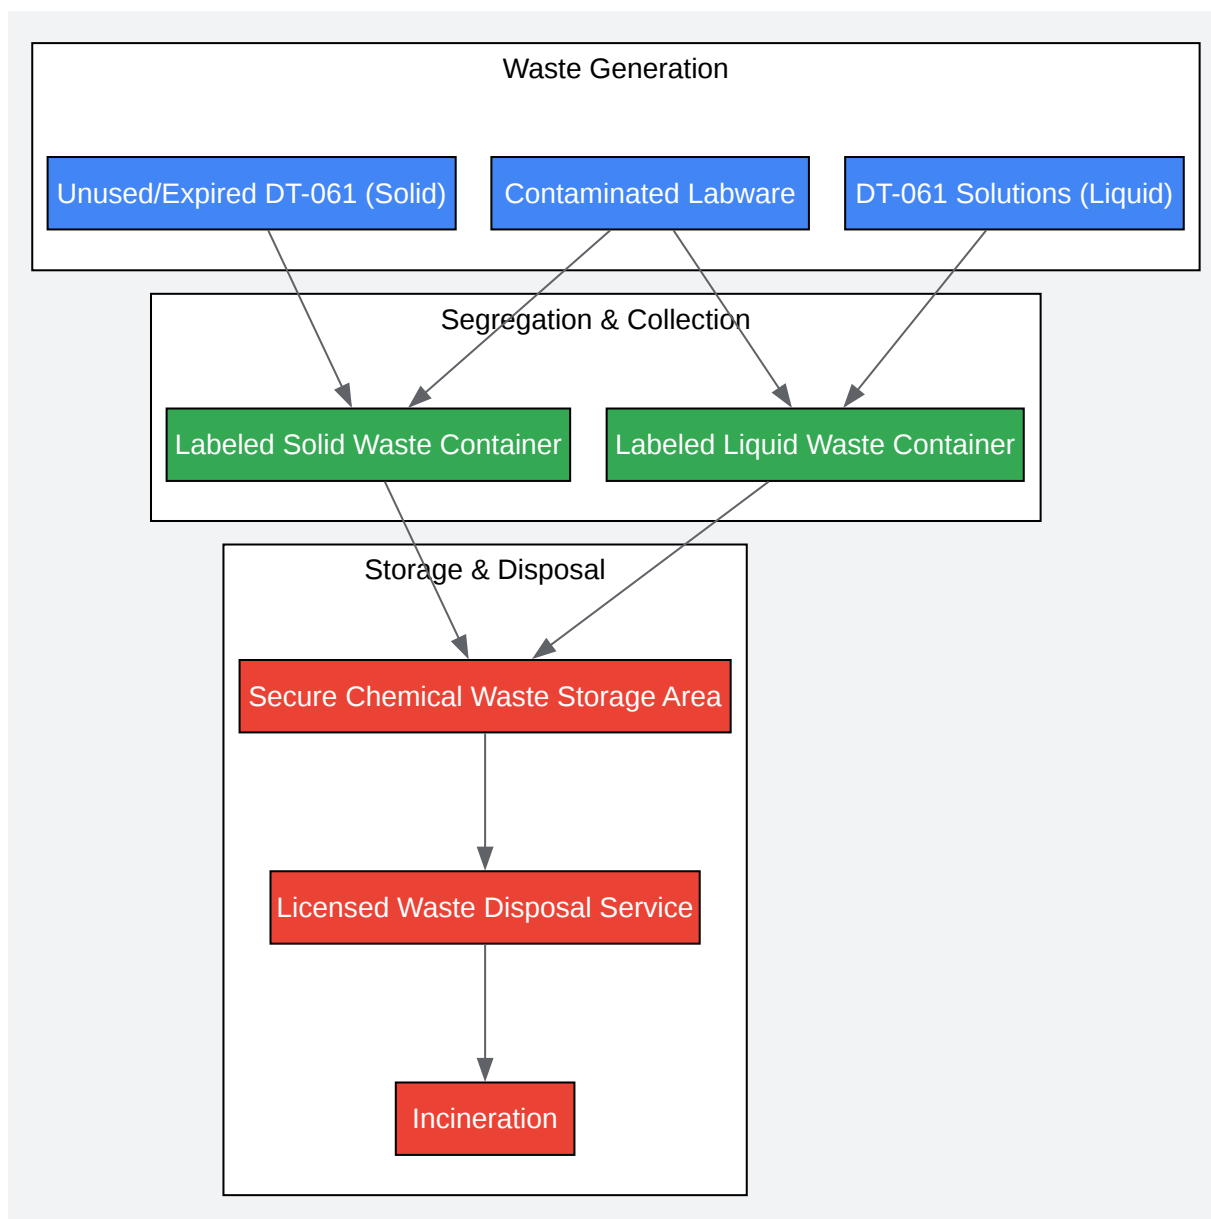 Waste Generation
Unused/Expired DT-061 (Solid)
Contaminated Labware
DT-061 Solutions (Liquid)
Segregation & Collection
Labeled Solid Waste Container
Labeled Liquid Waste Container
Storage & Disposal
Secure Chemical Waste Storage Area
Licensed Waste Disposal Service
Incineration